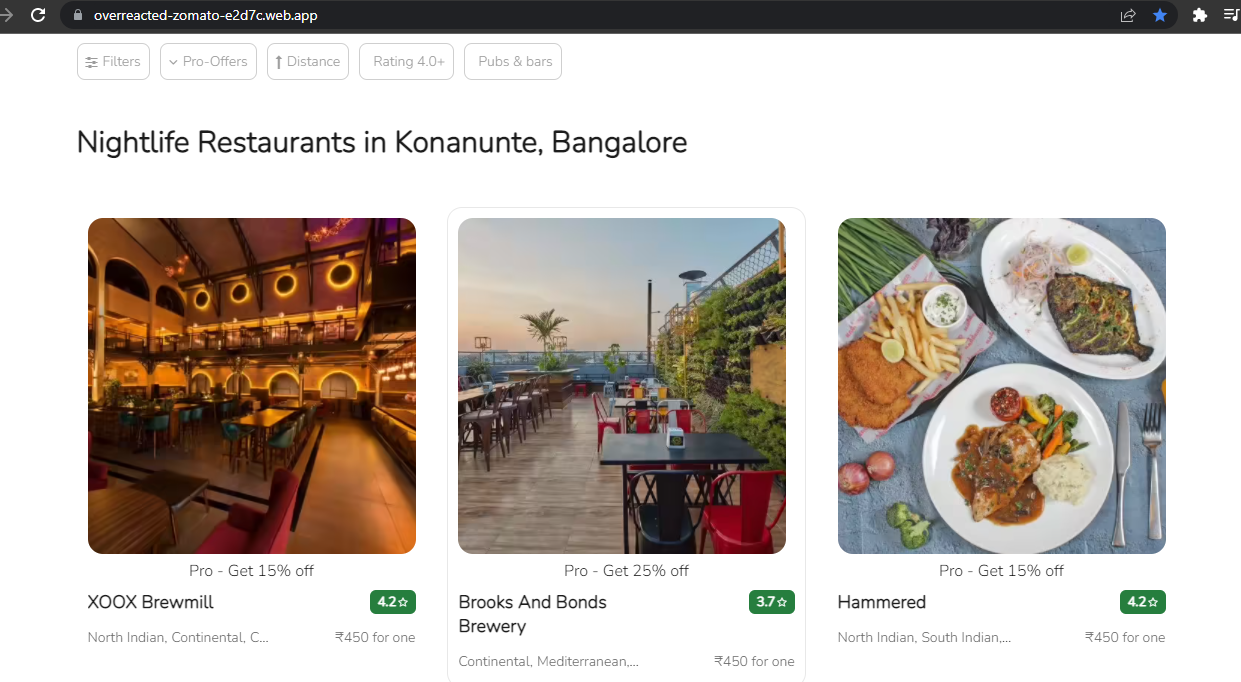 overreacted-zomato-e2d7c.web.app
Filters Pro-Offers Distance Rating 4.0+ Pubs & bars
Nightlife Restaurants in Konanunte, Bangalore
Pro - Get 15% off
XOOX Brewmill 4.2
North Indian, Continental, C... ₹450 for one
Pro - Get 25% off
Brooks And Bonds 3.7
Brewery
Continental, Mediterranean,... ₹450 for one
Pro - Get 15% off
Hammered 4.2
North Indian, South Indian,... ₹450 for one